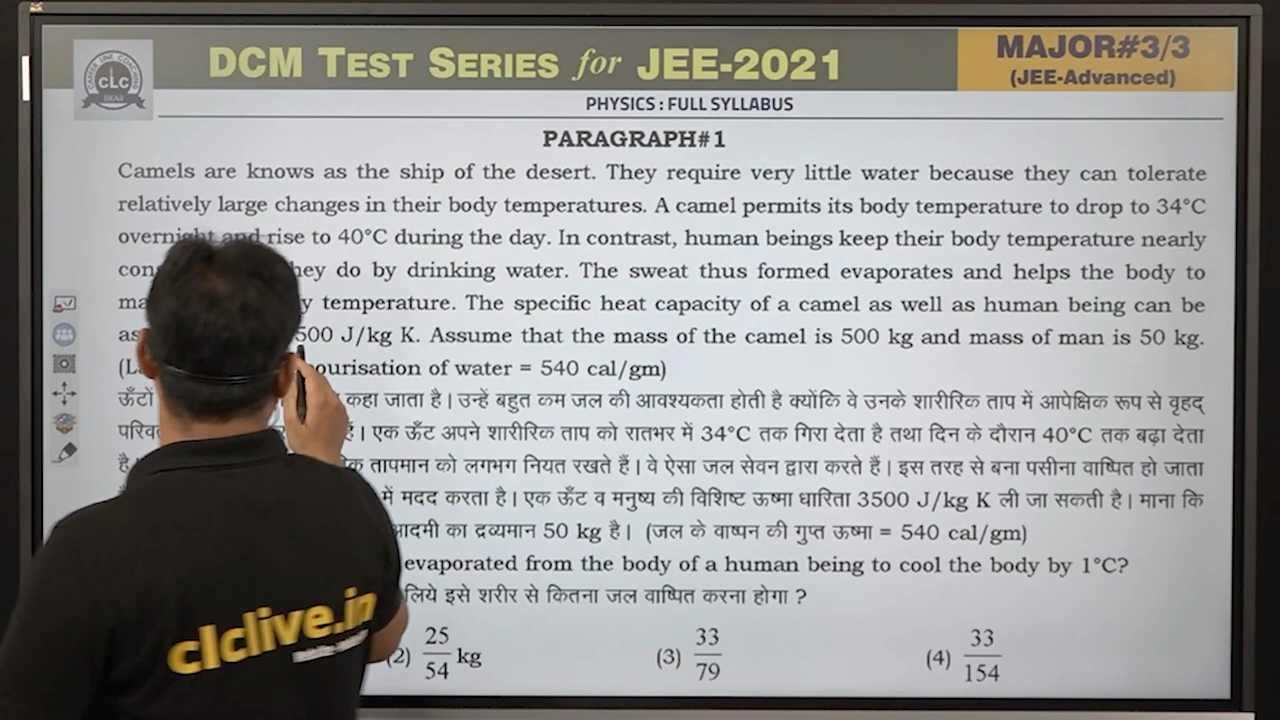 DCM TEST SERIES for JEE-2021
MAJOR#3/3
(JEE-Advanced)
CAREER LINE COACHING
CLC
SIKAR
PHYSICS : FULL SYLLABUS
PARAGRAPH#1
Camels are knows as the ship of the desert. They require very little water because they can tolerate
relatively large changes in their body temperatures. A camel permits its body temperature to drop to 34°C
overnight and rise to 40°C during the day. In contrast, human beings keep their body temperature nearly
do by drinking water. The sweat thus formed evaporates and helps the body to
temperature. The specific heat capacity of a camel as well as human being can be
500 J/kg K. Assume that the mass of the camel is 500 kg and mass of man is 50 kg.
of water = 540 cal/gm)
ऊँटों कहा जाता है। उन्हें बहुत कम जल की आवश्यकता होती है क्योंकि वे उनके शारीरिक ताप में आपेक्षिक रूप से वृहद्
हैं। एक ऊँट अपने शारीरिक ताप को रातभर में 34°C तक गिरा देता है तथा दिन के दौरान 40°C तक बढ़ा देता
है। तापमान को लगभग नियत रखते हैं। वे ऐसा जल सेवन द्वारा करते हैं। इस तरह से बना पसीना वाष्पित हो जाता
में मदद करता है। एक ऊँट व मनुष्य की विशिष्ट ऊष्मा धारिता 3500 J/kg K ली जा सकती है। माना कि
आदमी का द्रव्यमान 50 kg है। (जल के वाष्पन की गुप्त ऊष्मा = 540 cal/gm)
evaporated from the body of a human being to cool the body by 1°C?
लिये इसे शरीर से कितना जल वाष्पित करना होगा ?
(2) 25/54 kg (3) 33/79 (4) 33/154
clclive.in